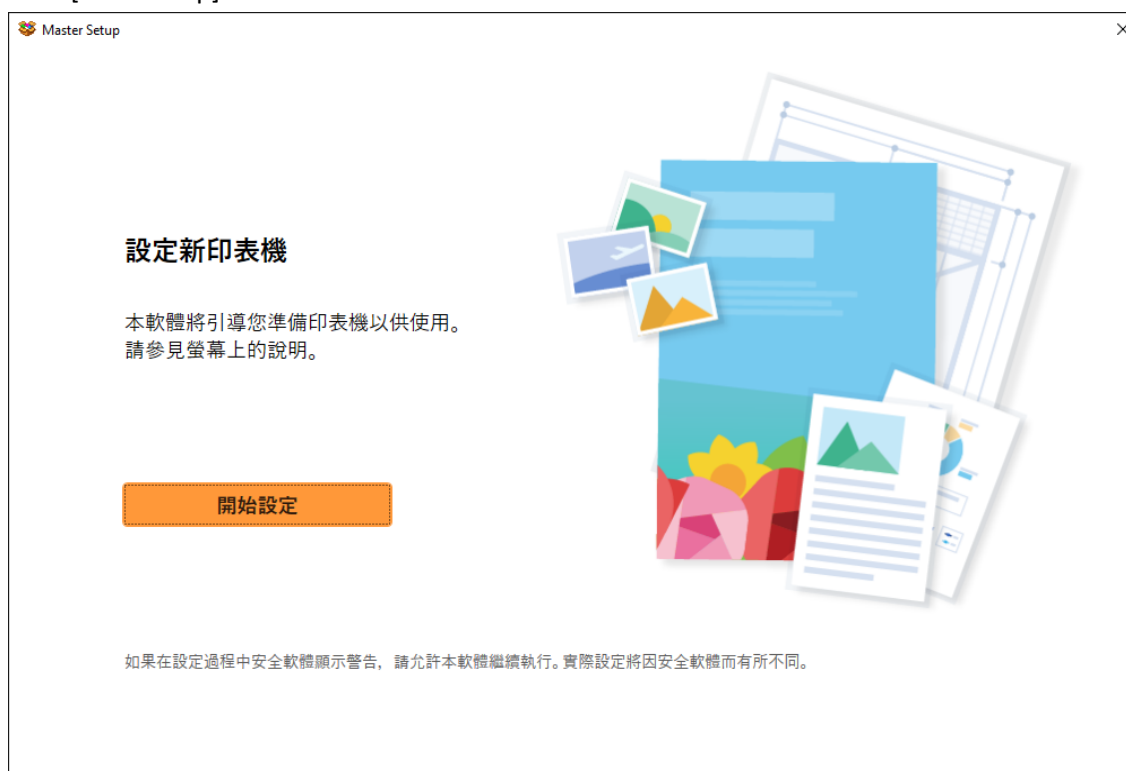 Master Setup
設定新印表機
本軟體將引導您準備印表機以供使用。
請參見螢幕上的說明。
開始設定
如果在設定過程中安全軟體顯示警告，請允許本軟體繼續執行。實際設定將因安全軟體而有所不同。